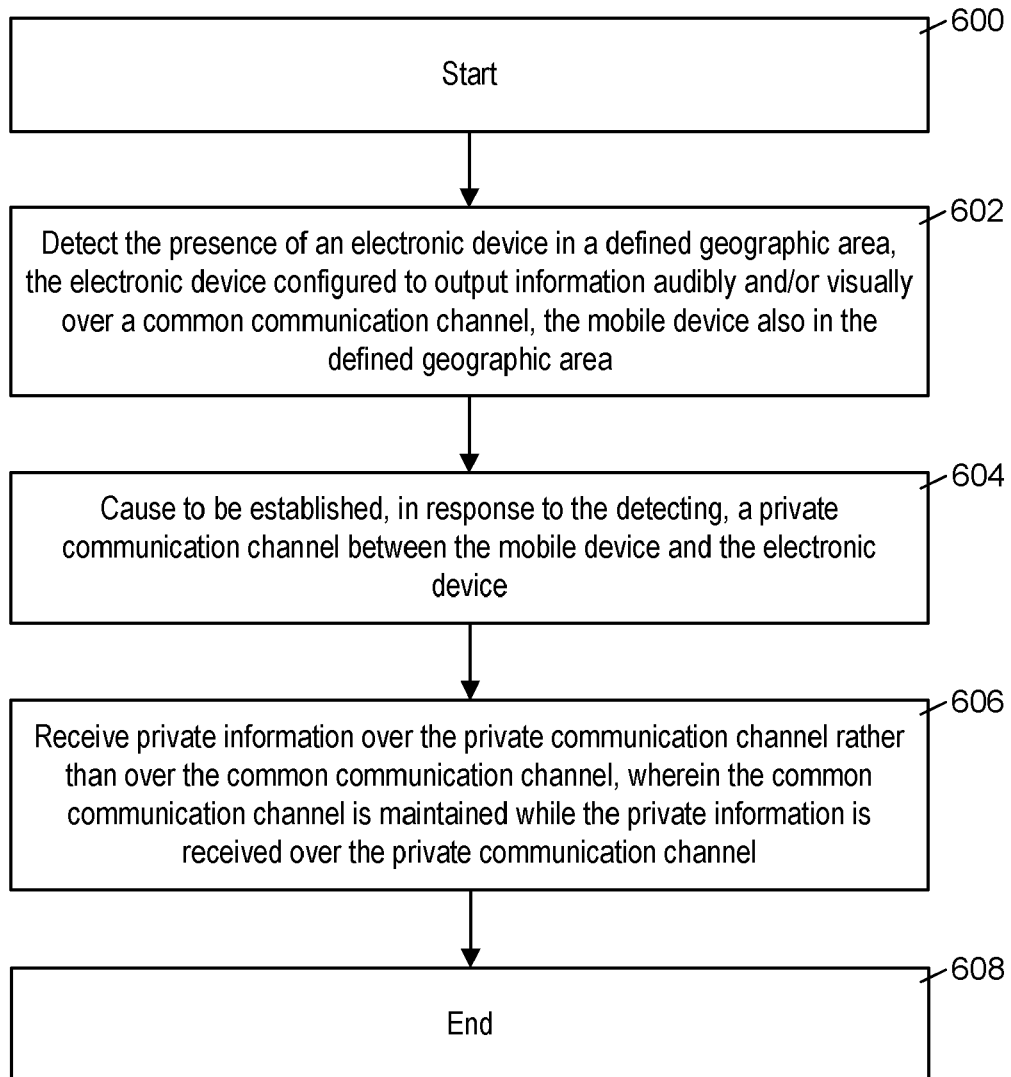 600
Start
602
Detect the presence of an electronic device in a defined geographic area,
the electronic device configured to output information audibly and/or visually
over a common communication channel, the mobile device also in the
defined geographic area
604
Cause to be established, in response to the detecting, a private
communication channel between the mobile device and the electronic
device
606
Receive private information over the private communication channel rather
than over the common communication channel, wherein the common
communication channel is maintained while the private information is
received over the private communication channel
608
End